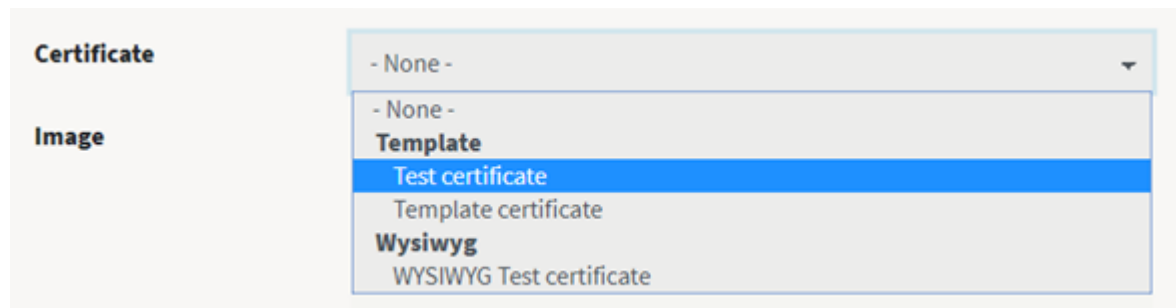 Certificate
- None -
- None -
Image
Template
Test certificate
Template certificate
Wysiwyg
WYSIWYG Test certificate